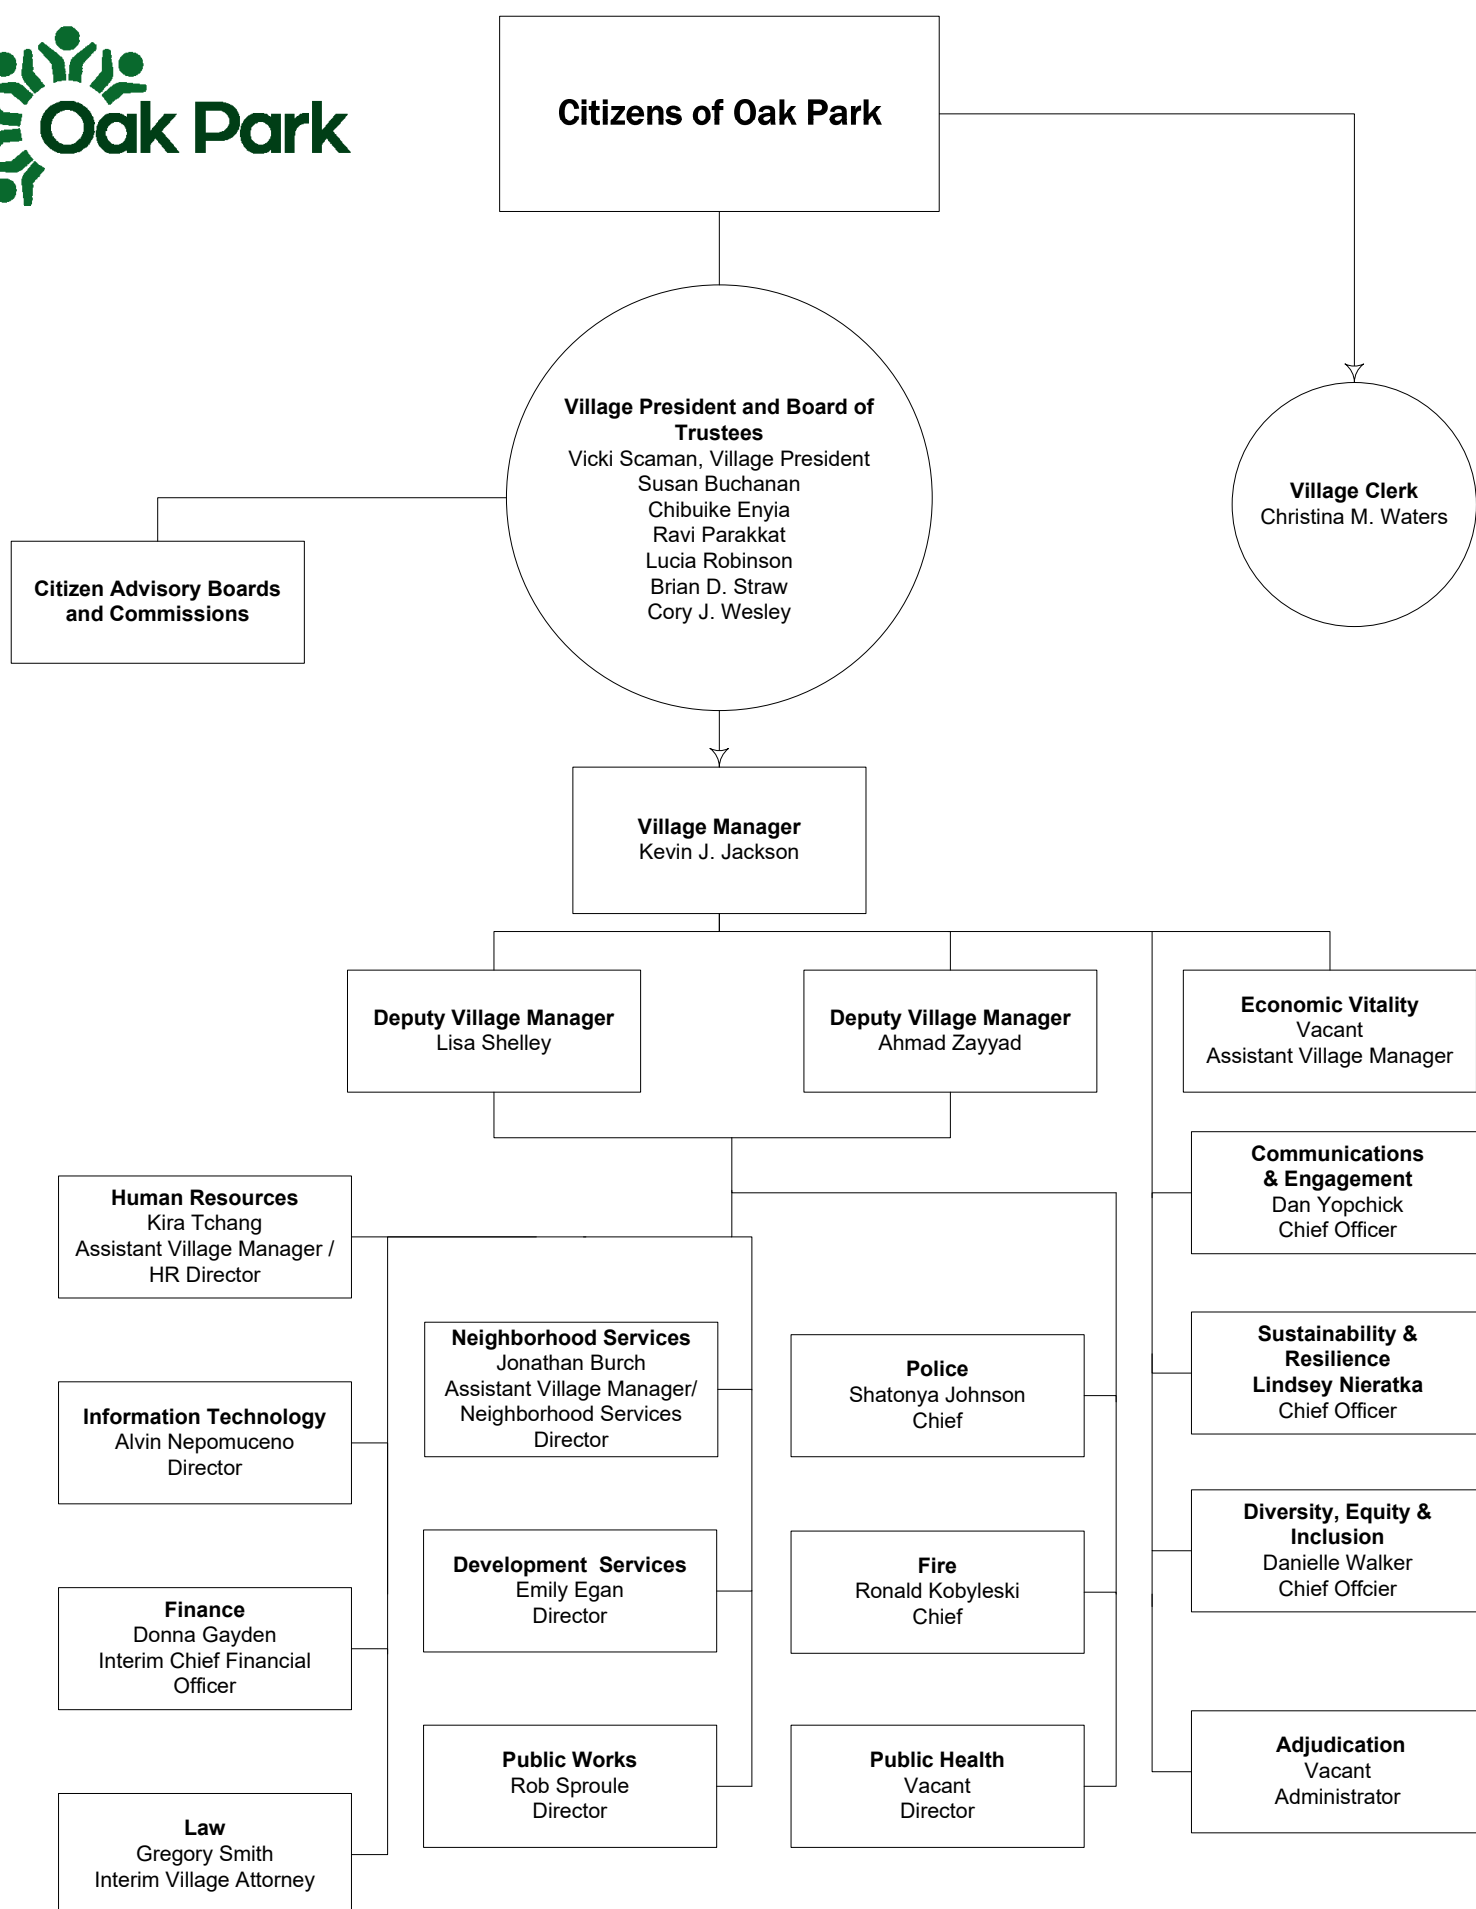 Oak Park
Citizens of Oak Park
Village President and Board of
Trustees
Vicki Scaman, Village President
Susan Buchanan
Chibuike Enyia
Ravi Parakkat
Lucia Robinson
Brian D. Straw
Cory J. Wesley
Village Clerk
Christina M. Waters
Citizen Advisory Boards
and Commissions
Village Manager
Kevin J. Jackson
Deputy Village Manager
Lisa Shelley
Deputy Village Manager
Ahmad Zayyad
Economic Vitality
Vacant
Assistant Village Manager
Communications
& Engagement
Dan Yopchick
Chief Officer
Human Resources
Kira Tchang
Assistant Village Manager /
HR Director
Neighborhood Services
Jonathan Burch
Assistant Village Manager/
Neighborhood Services
Director
Police
Shatonya Johnson
Chief
Sustainability &
Resilience
Lindsey Nieratka
Chief Officer
Information Technology
Alvin Nepomuceno
Director
Development  Services
Emily Egan
Director
Fire
Ronald Kobyleski
Chief
Diversity, Equity &
Inclusion
Danielle Walker
Chief Offcier
Finance
Donna Gayden
Interim Chief Financial
Officer
Public Works
Rob Sproule
Director
Public Health
Vacant
Director
Adjudication
Vacant
Administrator
Law
Gregory Smith
Interim Village Attorney